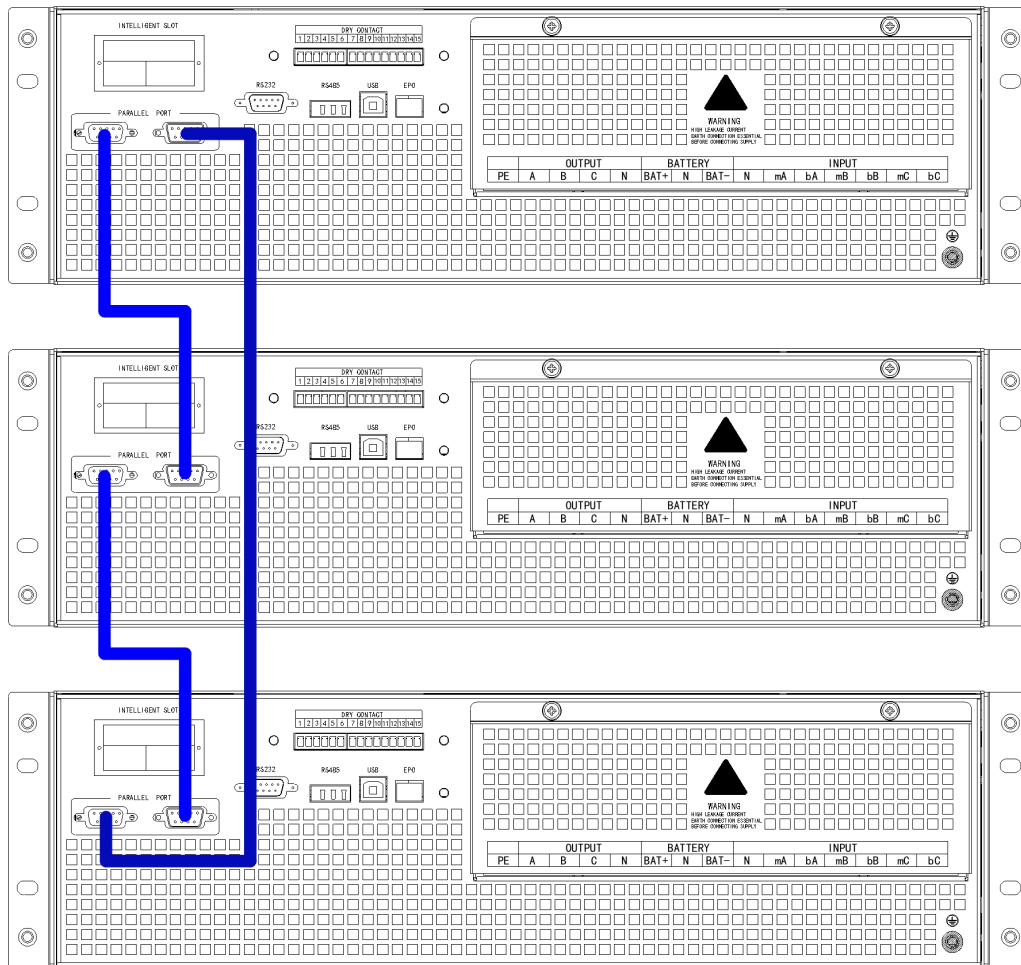 INTELLIGENT SLOT
DRY CONTACT
1 2 3 4 5 6 7 8 9 10 11 12 13 14 15
RS232 RS485 USB EPO
PARALLEL PORT
WARNING
HIGH LEAKAGE CURRENT
EARTH CONNECTION ESSENTIAL
BEFORE CONNECTING SUPPLY
OUTPUT BATTERY INPUT
PE A B C N BAT+ N BAT- N mA bA mB bB mC bC
INTELLIGENT SLOT
DRY CONTACT
1 2 3 4 5 6 7 8 9 10 11 12 13 14 15
RS232 RS485 USB EPO
PARALLEL PORT
WARNING
HIGH LEAKAGE CURRENT
EARTH CONNECTION ESSENTIAL
BEFORE CONNECTING SUPPLY
OUTPUT BATTERY INPUT
PE A B C N BAT+ N BAT- N mA bA mB bB mC bC
INTELLIGENT SLOT
DRY CONTACT
1 2 3 4 5 6 7 8 9 10 11 12 13 14 15
RS232 RS485 USB EPO
PARALLEL PORT
WARNING
HIGH LEAKAGE CURRENT
EARTH CONNECTION ESSENTIAL
BEFORE CONNECTING SUPPLY
OUTPUT BATTERY INPUT
PE A B C N BAT+ N BAT- N mA bA mB bB mC bC